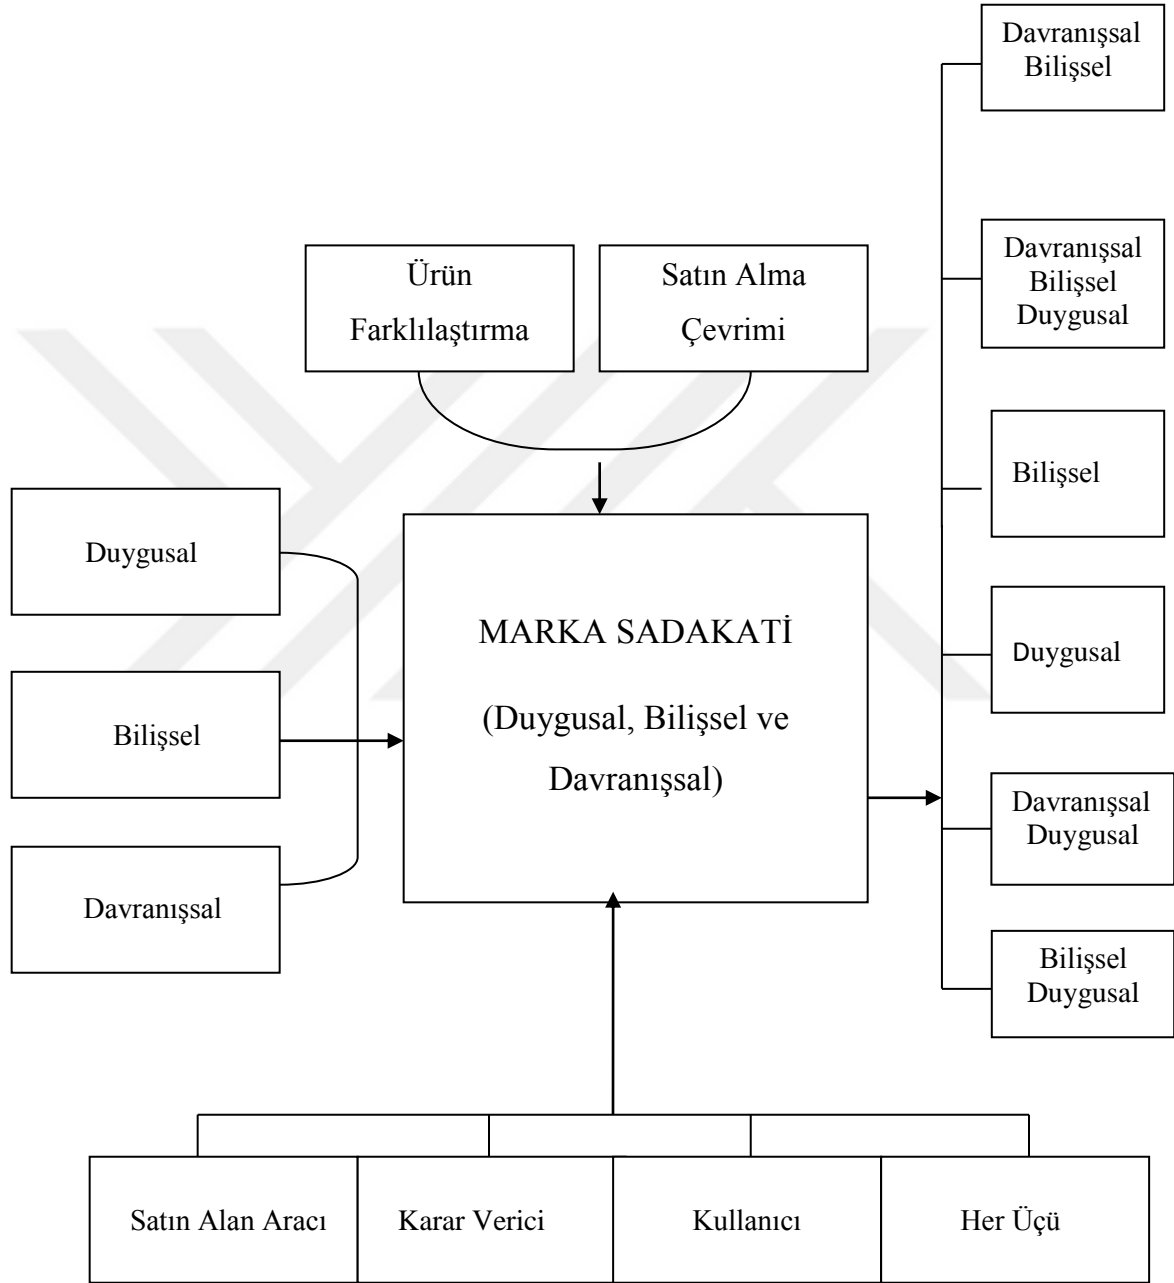 Davranışsal
Bilişsel
Ürün
Farklılaştırma
Satın Alma
Çevrimi
Davranışsal
Bilişsel
Duygusal
Bilişsel
Duygusal
MARKA SADAKATİ
(Duygusal, Bilişsel ve
Davranışsal)
Duygusal
Bilişsel
Davranışsal
Duygusal
Davranışsal
Bilişsel
Duygusal
Satın Alan Aracı
Karar Verici
Kullanıcı
Her Üçü